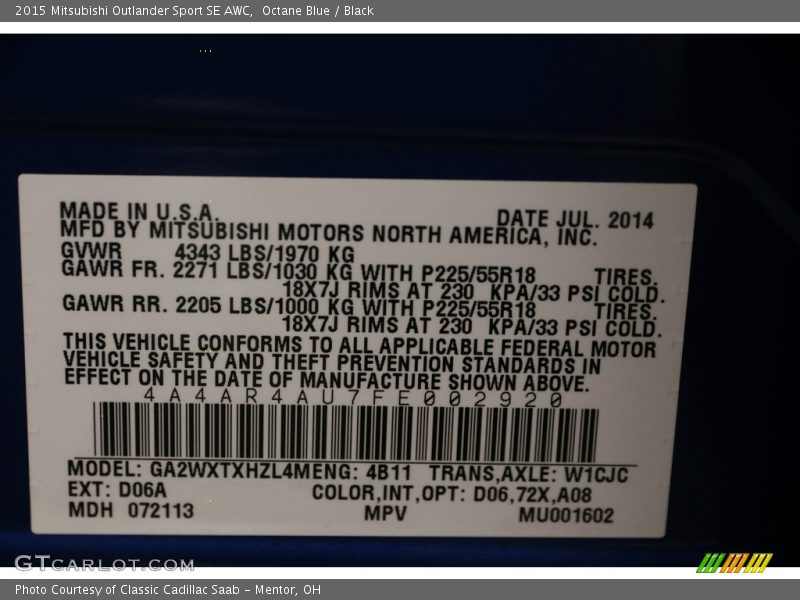 2015 Mitsubishi Outlander Sport SE AWC,  Octane Blue / Black
MADE IN U.S.A.  DATE JUL. 2014
MFD BY MITSUBISHI MOTORS NORTH AMERICA, INC.
GVWR  4343 LBS/1970 KG
GAWR FR. 2271 LBS/1030 KG WITH P225/55R18  TIRES.
18X7J RIMS AT 230  KPA/33 PSI COLD.
GAWR RR. 2205 LBS/1000 KG WITH P225/55R18  TIRES.
18X7J RIMS AT 230  KPA/33 PSI COLD.
THIS VEHICLE CONFORMS TO ALL APPLICABLE FEDERAL MOTOR
VEHICLE SAFETY AND THEFT PREVENTION STANDARDS IN
EFFECT ON THE DATE OF MANUFACTURE SHOWN ABOVE.
4A4AR4AU7FE002920
MODEL: GA2WXTXHZL4MENG: 4B11  TRANS,AXLE: W1CJC
EXT: D06A  COLOR,INT,OPT: D06,72X,A08
MDH  072113  MPV  MU001602
GTCARLOT.COM
Photo Courtesy of Classic Cadillac Saab - Mentor, OH